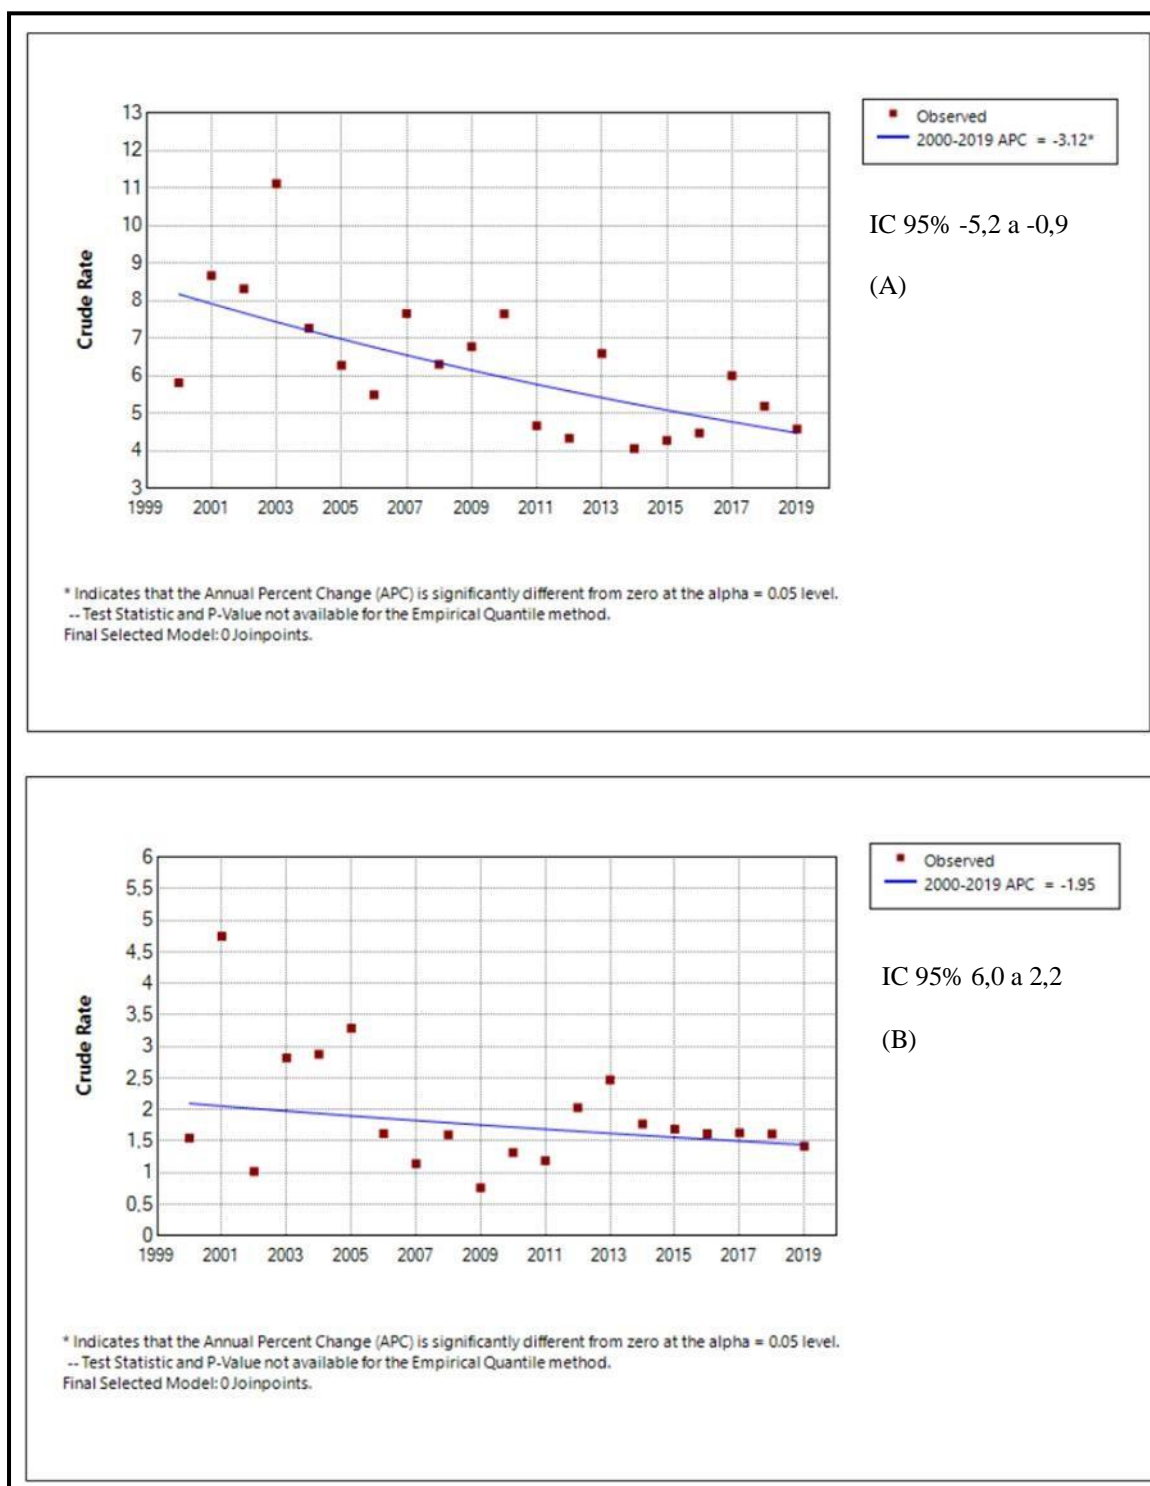 13
12
11
10
9
8
7
6
5
4
3
Crude Rate
1999 2001 2003 2005 2007 2009 2011 2013 2015 2017 2019
Observed
2000-2019 APC = -3.12*
IC 95% -5,2 a -0,9
(A)
* Indicates that the Annual Percent Change (APC) is significantly different from zero at the alpha = 0.05 level.
-- Test Statistic and P-Value not available for the Empirical Quantile method.
Final Selected Model: 0 Joinpoints.
6
5,5
5
4,5
4
3,5
3
2,5
2
1,5
1
0,5
0
Crude Rate
1999 2001 2003 2005 2007 2009 2011 2013 2015 2017 2019
Observed
2000-2019 APC = -1.95
IC 95% 6,0 a 2,2
(B)
* Indicates that the Annual Percent Change (APC) is significantly different from zero at the alpha = 0.05 level.
-- Test Statistic and P-Value not available for the Empirical Quantile method.
Final Selected Model: 0 Joinpoints.